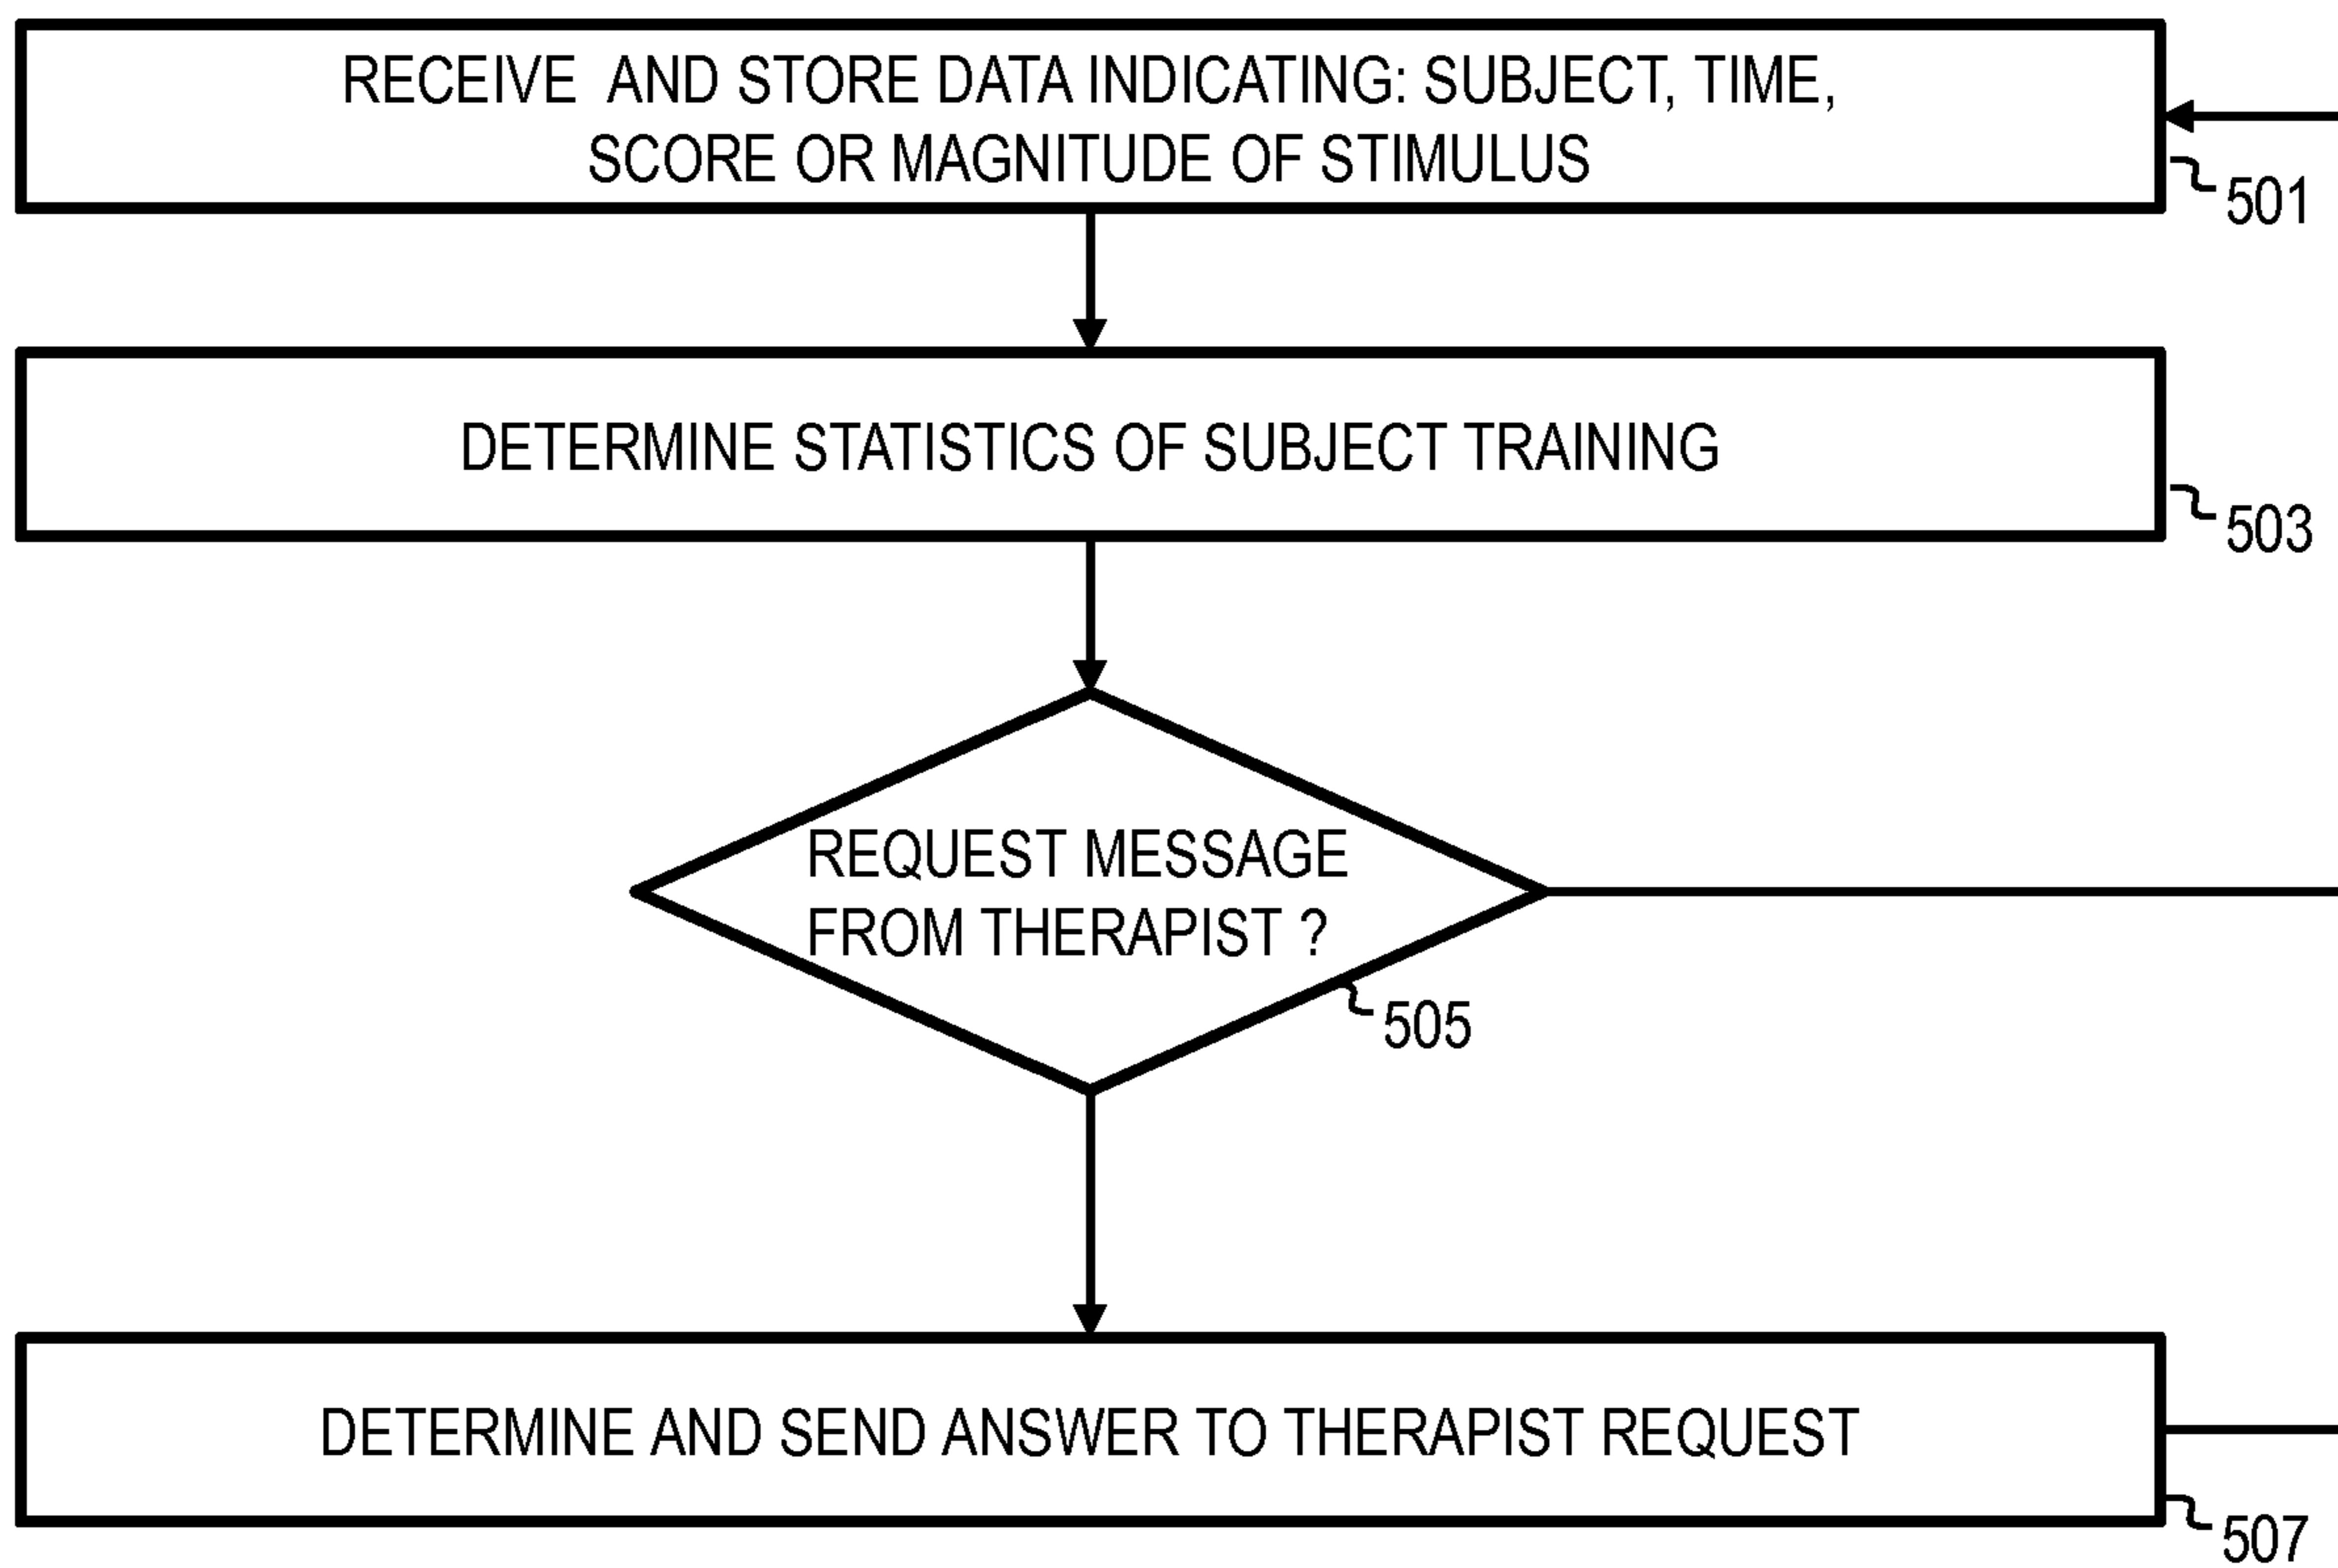 RECEIVE AND STORE DATA INDICATING: SUBJECT, TIME,
SCORE OR MAGNITUDE OF STIMULUS
501
DETERMINE STATISTICS OF SUBJECT TRAINING
503
REQUEST MESSAGE
FROM THERAPIST ?
505
DETERMINE AND SEND ANSWER TO THERAPIST REQUEST
507